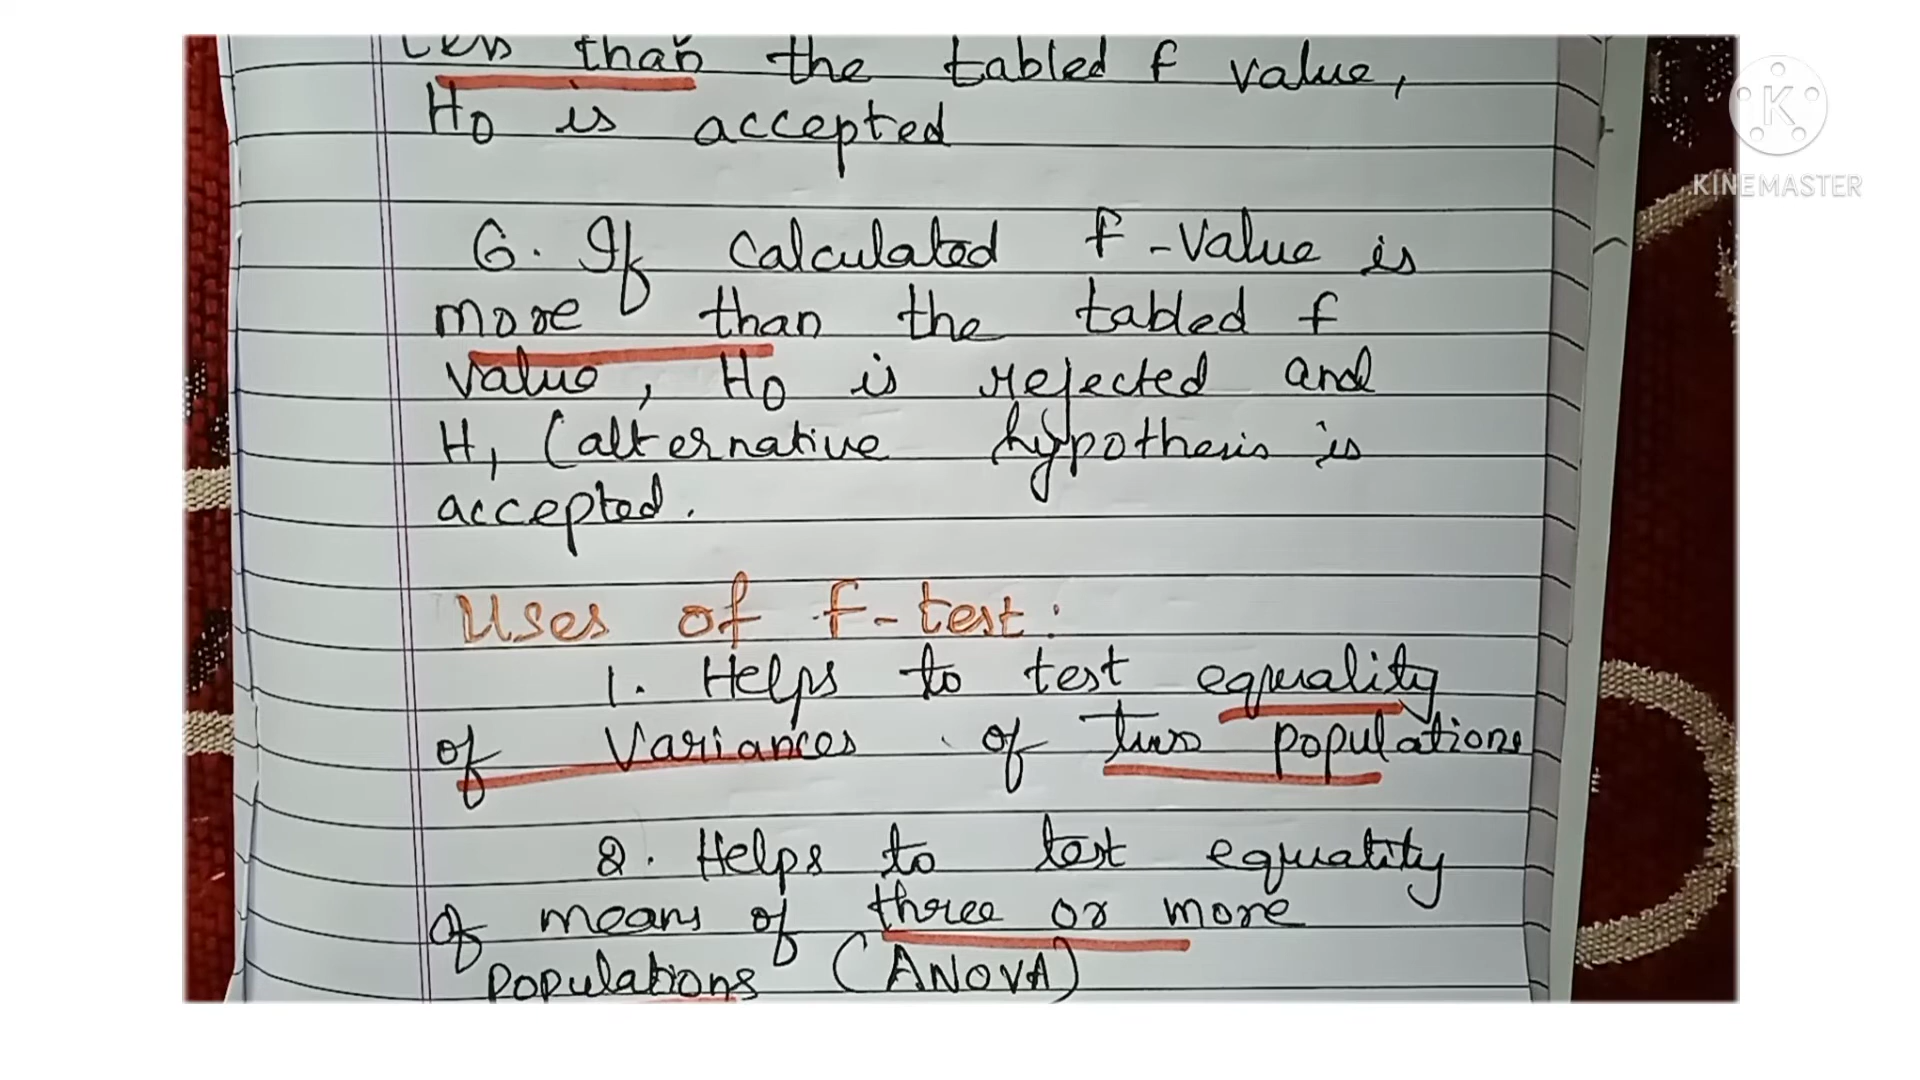 Less than the tabled f value,
H0 is accepted
6. If calculated f-value is
more than the tabled f
value, H0 is rejected and
H1 (alternative hypothesis is
accepted.
Uses of f-test:
1. Helps to test equality
of variances of two populations
2. Helps to test equality
of means of three or more
populations (ANOVA)
K
KINEMASTER